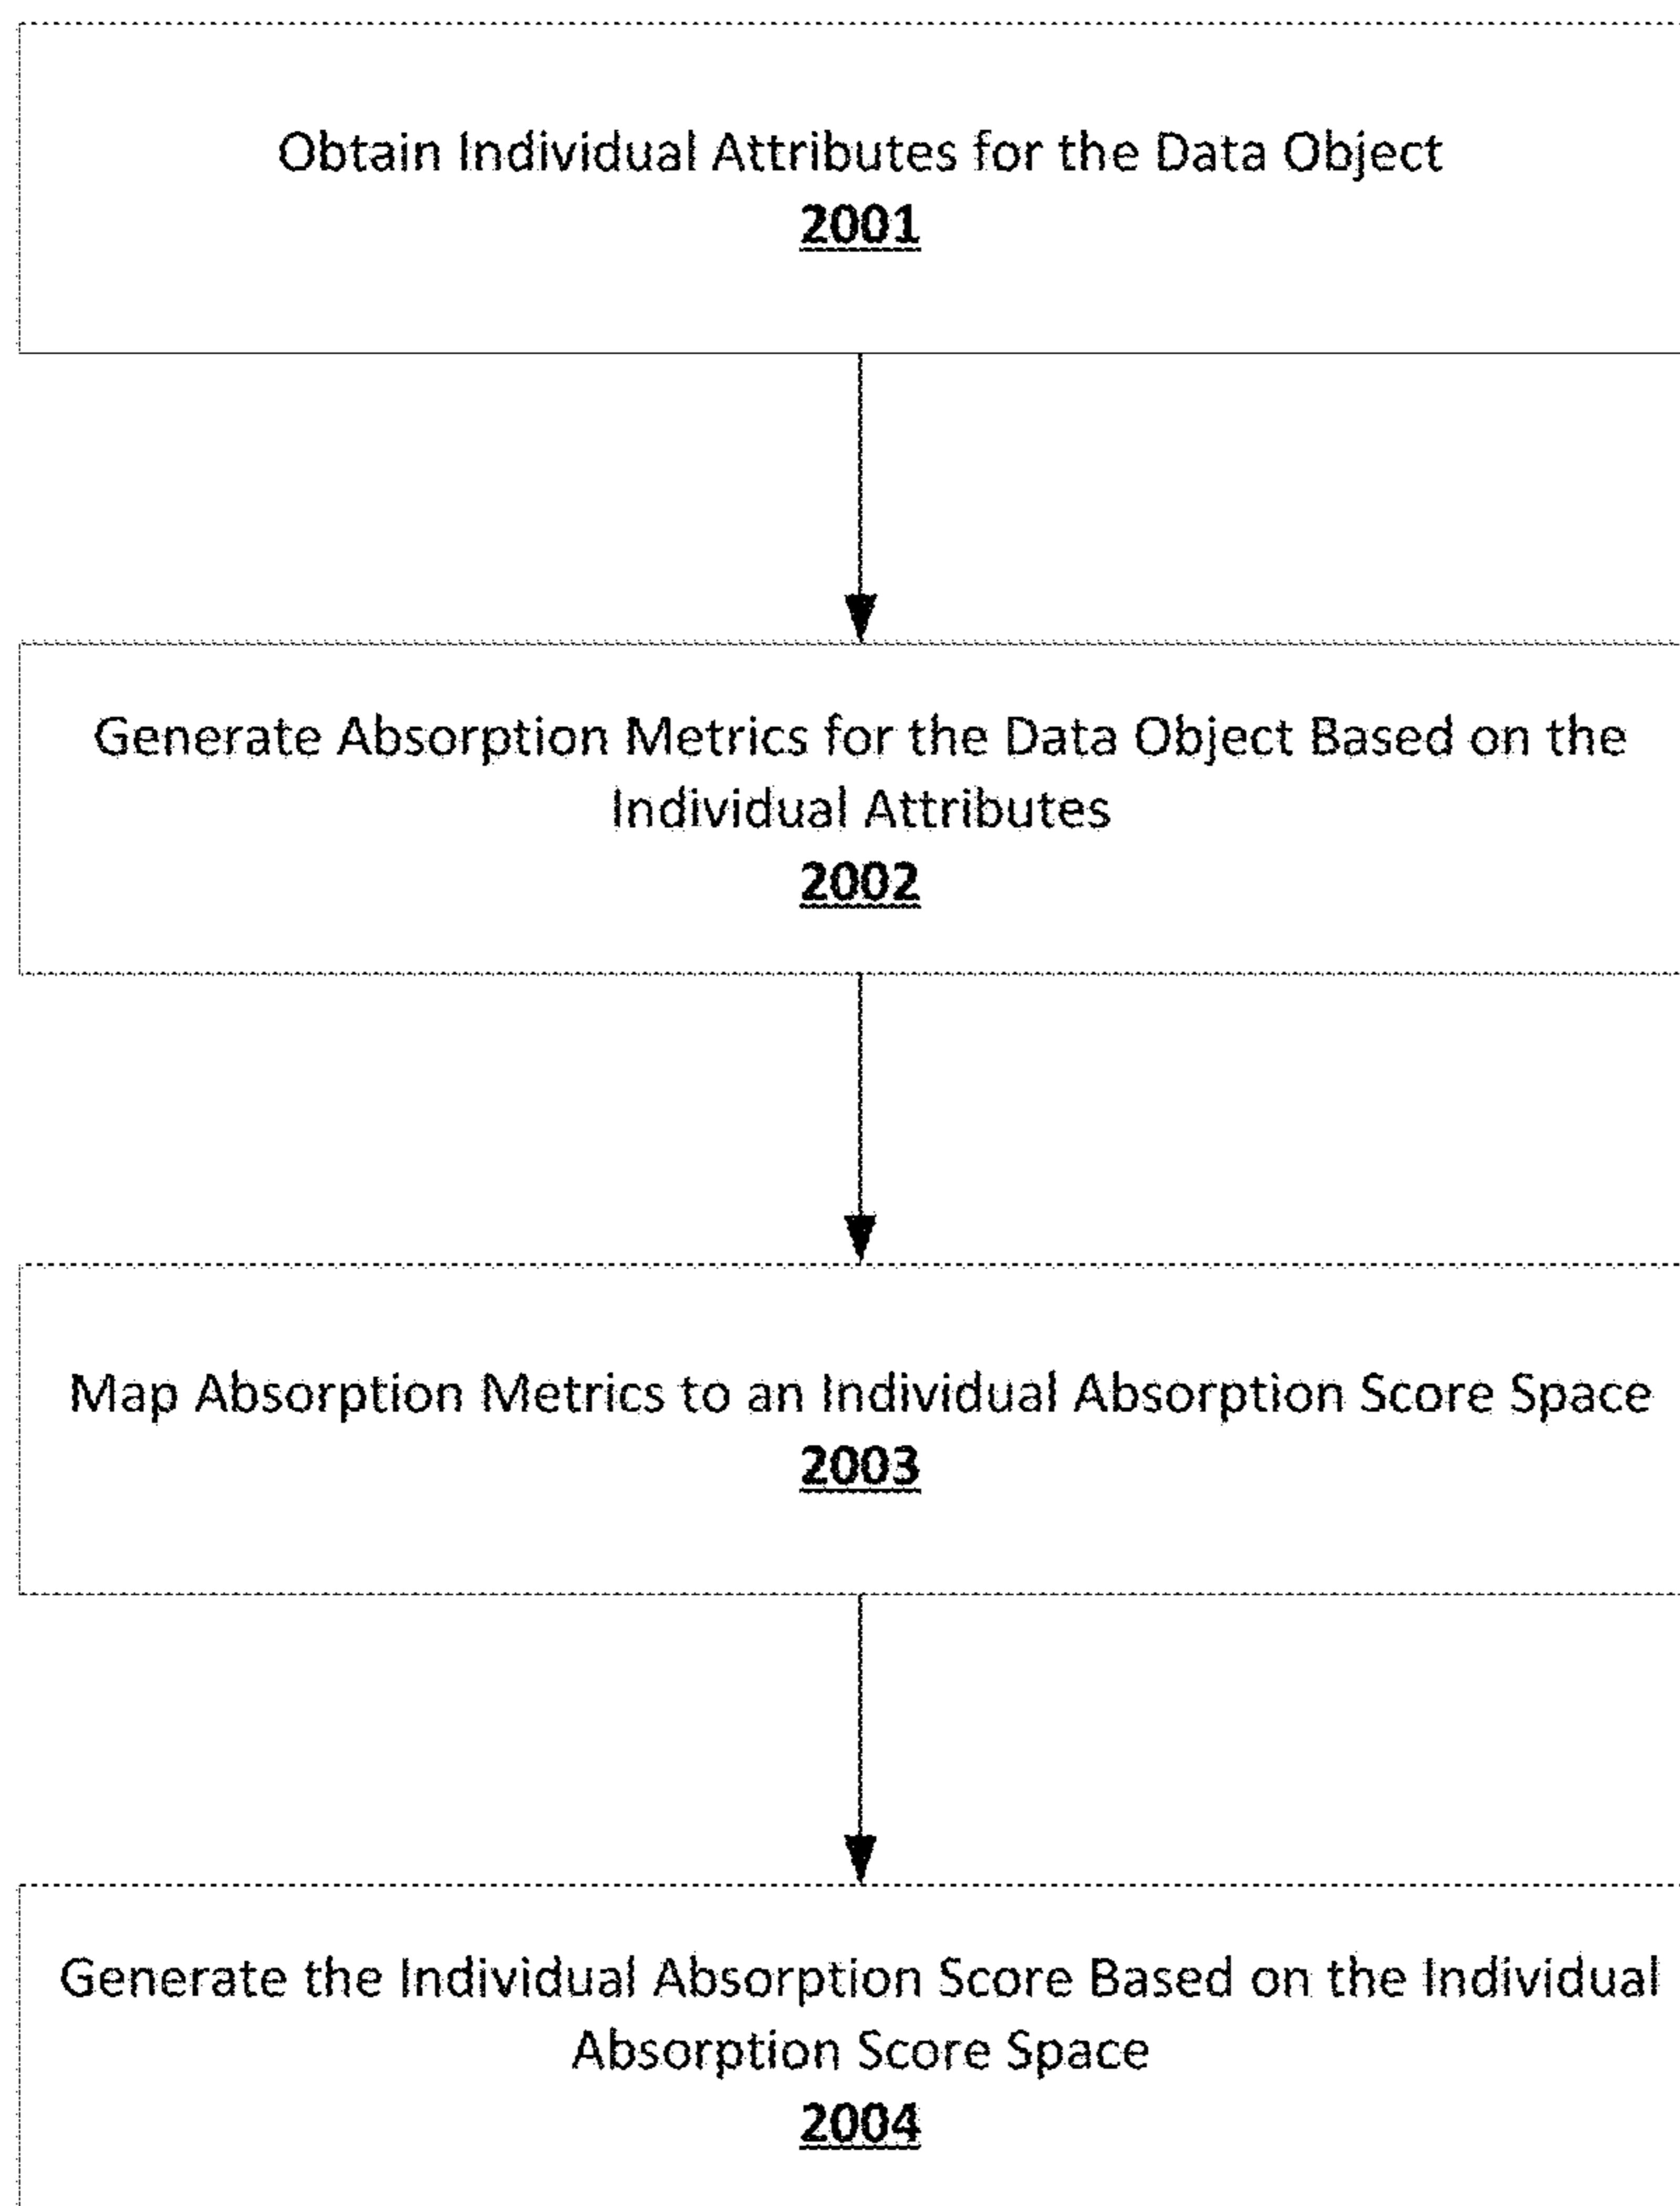 Obtain Individual Attributes for the Data Object
2001
Generate Absorption Metrics for the Data Object Based on the
Individual Attributes
2002
Map Absorption Metrics to an Individual Absorption Score Space
2003
Generate the Individual Absorption Score Based on the Individual
Absorption Score Space
2004